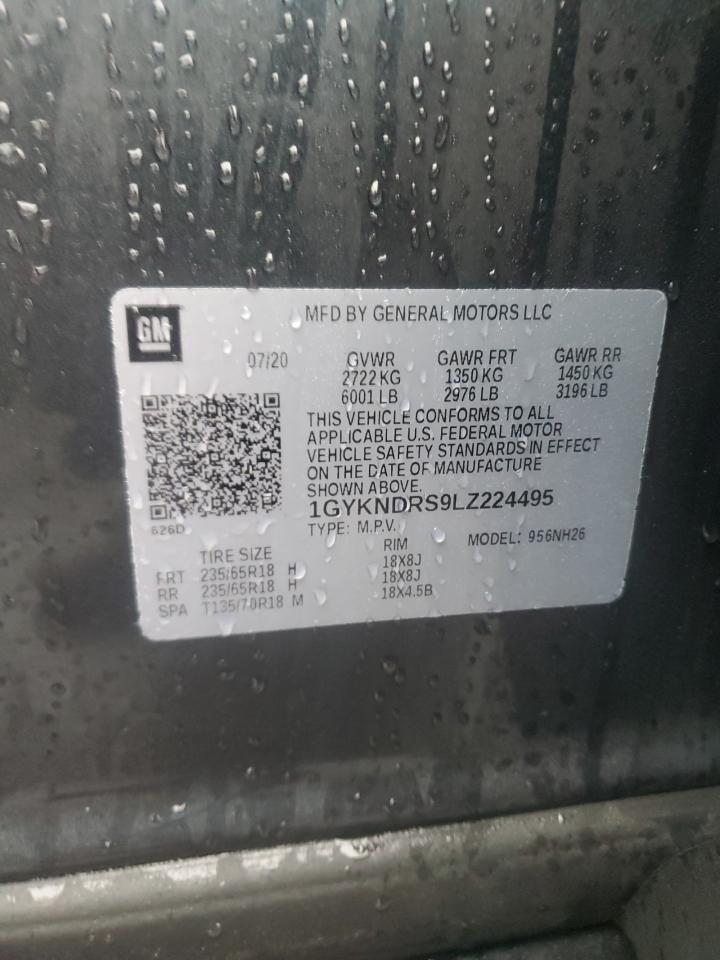 GM
MFD BY GENERAL MOTORS LLC
07/20 GVWR GAWR FRT GAWR RR
2722 KG 1350 KG 1450 KG
6001 LB 2976 LB 3196 LB
THIS VEHICLE CONFORMS TO ALL
APPLICABLE U.S. FEDERAL MOTOR
VEHICLE SAFETY STANDARDS IN EFFECT
ON THE DATE OF MANUFACTURE
SHOWN ABOVE.
1GYKNDRS9LZ224495
626D
TYPE: M.P.V. MODEL: 956NH26
TIRE SIZE RIM
FRT 235/65R18 H 18X8J
RR 235/65R18 H 18X8J
SPA T135/70R18 M 18X4.5B